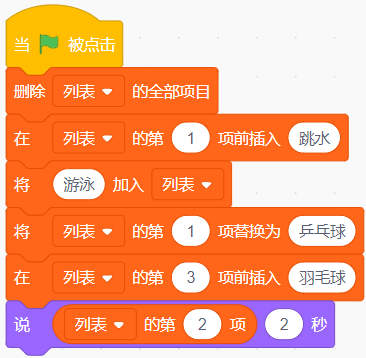 当 被点击
删除 列表 的全部项目
在 列表 的第 1 项前插入 跳水
将 游泳 加入 列表
将 列表 的第 1 项替换为 乒乓球
在 列表 的第 3 项前插入 羽毛球
说 列表 的第 2 项 2 秒